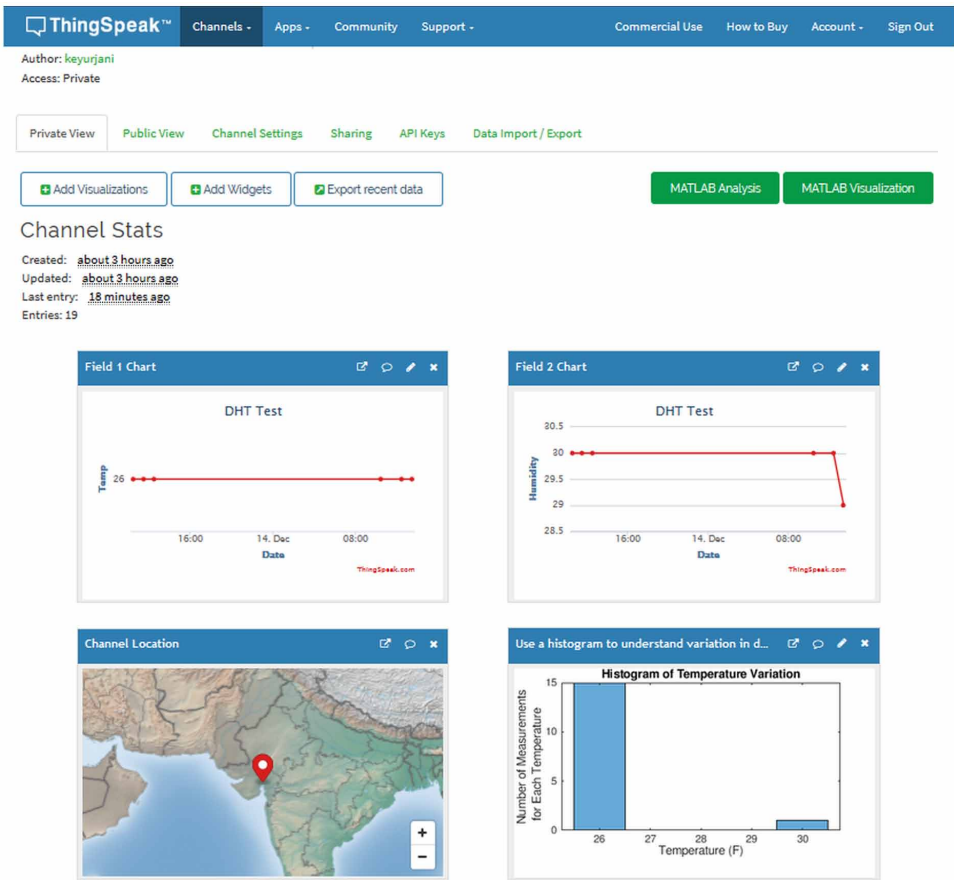 ThingSpeak™ Channels Apps Community Support Commercial Use How to Buy Account Sign Out
Author: keyurjani
Access: Private
Private View Public View Channel Settings Sharing API Keys Data Import / Export
Add Visualizations Add Widgets Export recent data MATLAB Analysis MATLAB Visualization
Channel Stats
Created: about 3 hours ago
Updated: about 3 hours ago
Last entry: 18 minutes ago
Entries: 19
Field 1 Chart
DHT Test
Temp
26
16:00 14. Dec 08:00
Date
ThingSpeak.com
Field 2 Chart
DHT Test
Humidity
30.5
30
29.5
29
28.5
16:00 14. Dec 08:00
Date
ThingSpeak.com
Channel Location
+
−
Use a histogram to understand variation in d...
Histogram of Temperature Variation
Number of Measurements
for Each Temperature
15
10
5
0
26 27 28 29 30
Temperature (F)